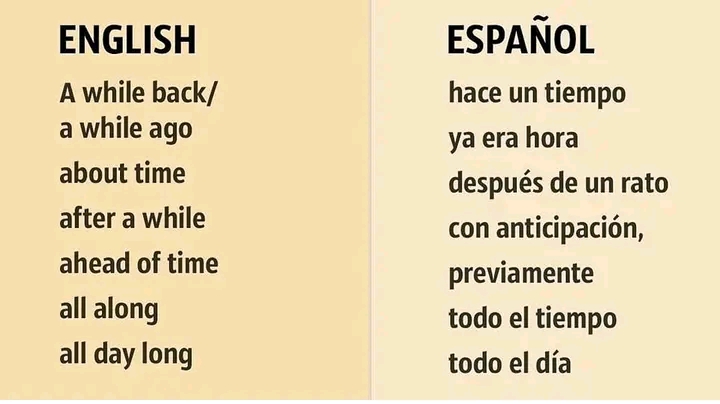 ENGLISH
A while back/
a while ago
about time
after a while
ahead of time
all along
all day long
ESPAÑOL
hace un tiempo
ya era hora
después de un rato
con anticipación,
previamente
todo el tiempo
todo el día